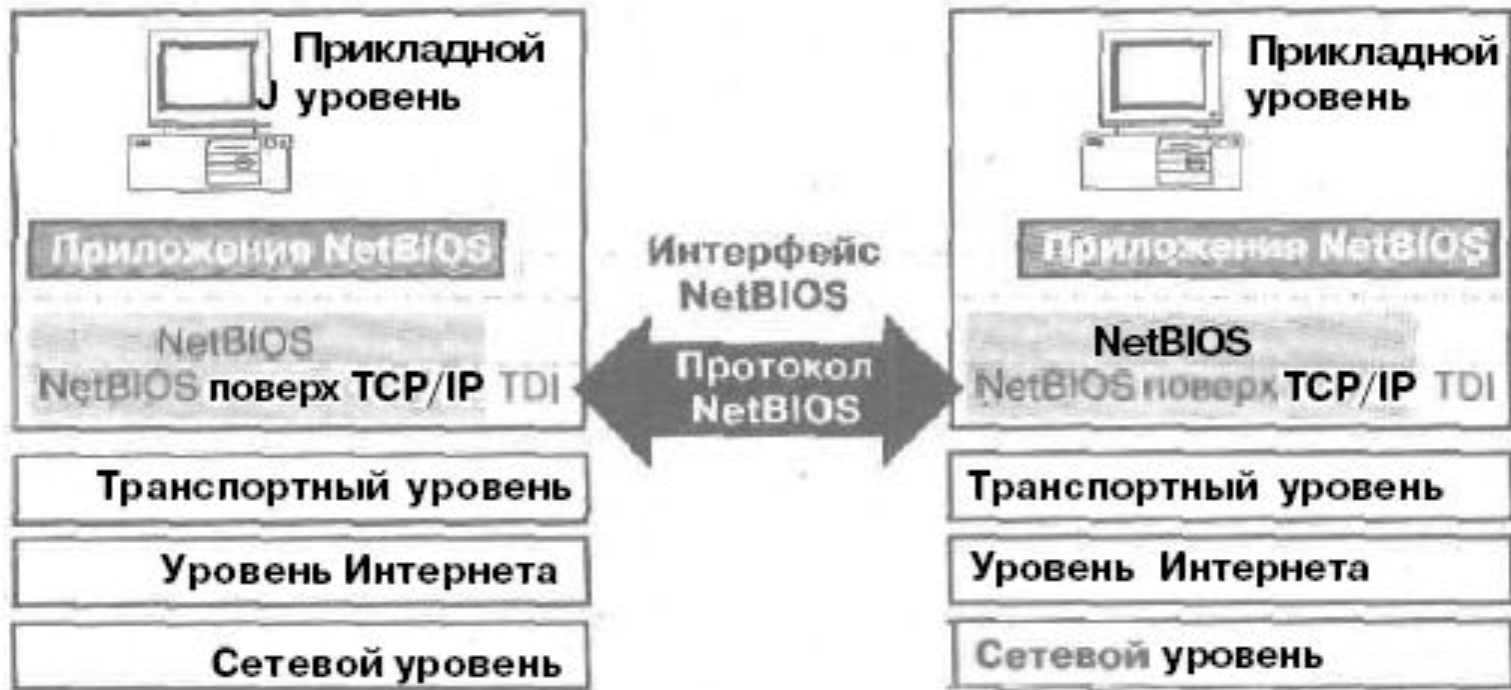 Прикладной
J уровень
Приложения NetBIOS
NetBIOS
NetBIOS поверх TCP/IP TDI
Транспортный уровень
Уровень Интернета
Сетевой уровень
Интерфейс
NetBIOS
Протокол
NetBIOS
Прикладной
уровень
Приложения NetBIOS
NetBIOS
NetBIOS поверх TCP/IP TDI
Транспортный уровень
Уровень Интернета
Сетевой уровень